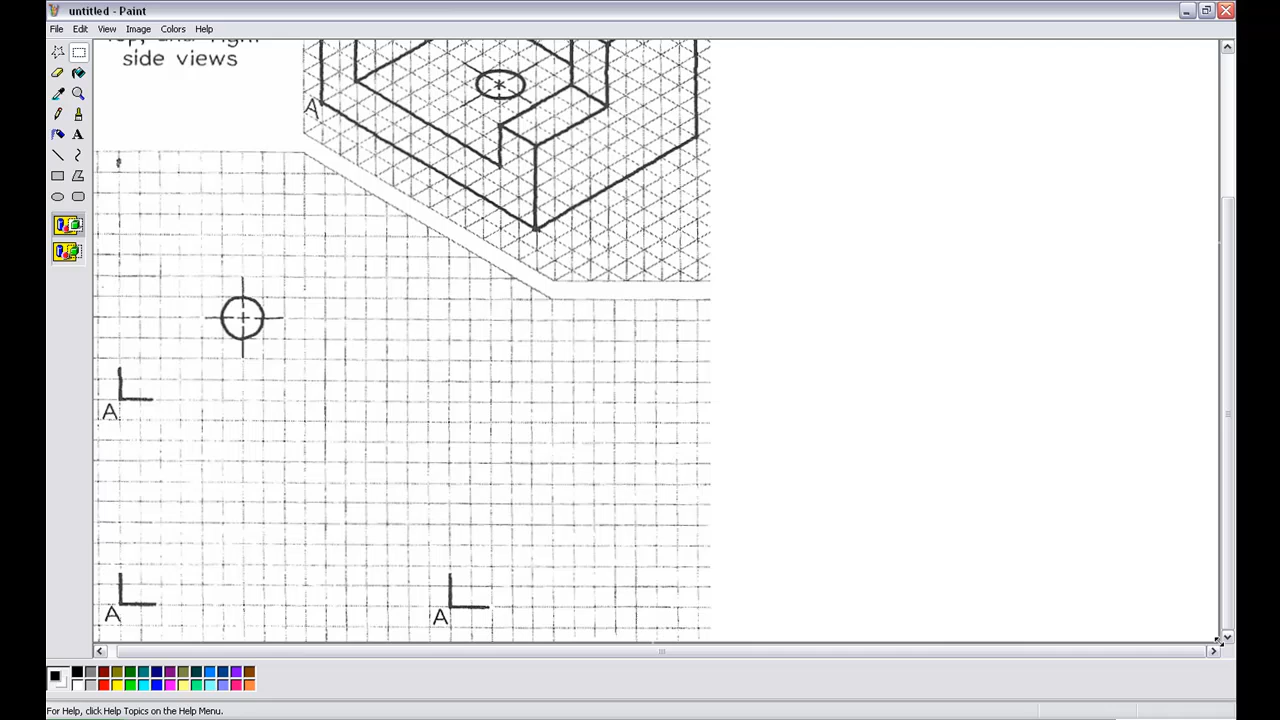 untitled - Paint
File Edit View Image Colors Help
side views
A
A
A
A
For Help, click Help Topics on the Help Menu.